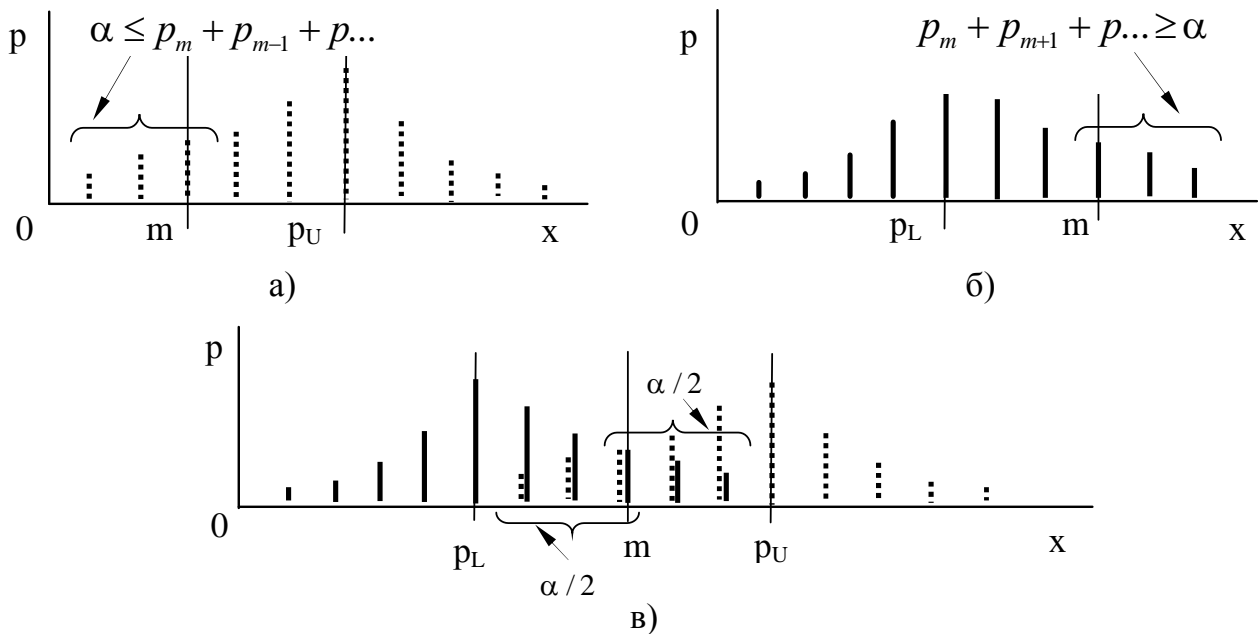 p
α ≤ p_m + p_{m−1} + p...
0
m
p_U
x
а)
p
p_m + p_{m+1} + p... ≥ α
0
p_L
m
x
б)
p
α / 2
0
p_L
m
p_U
x
α / 2
в)